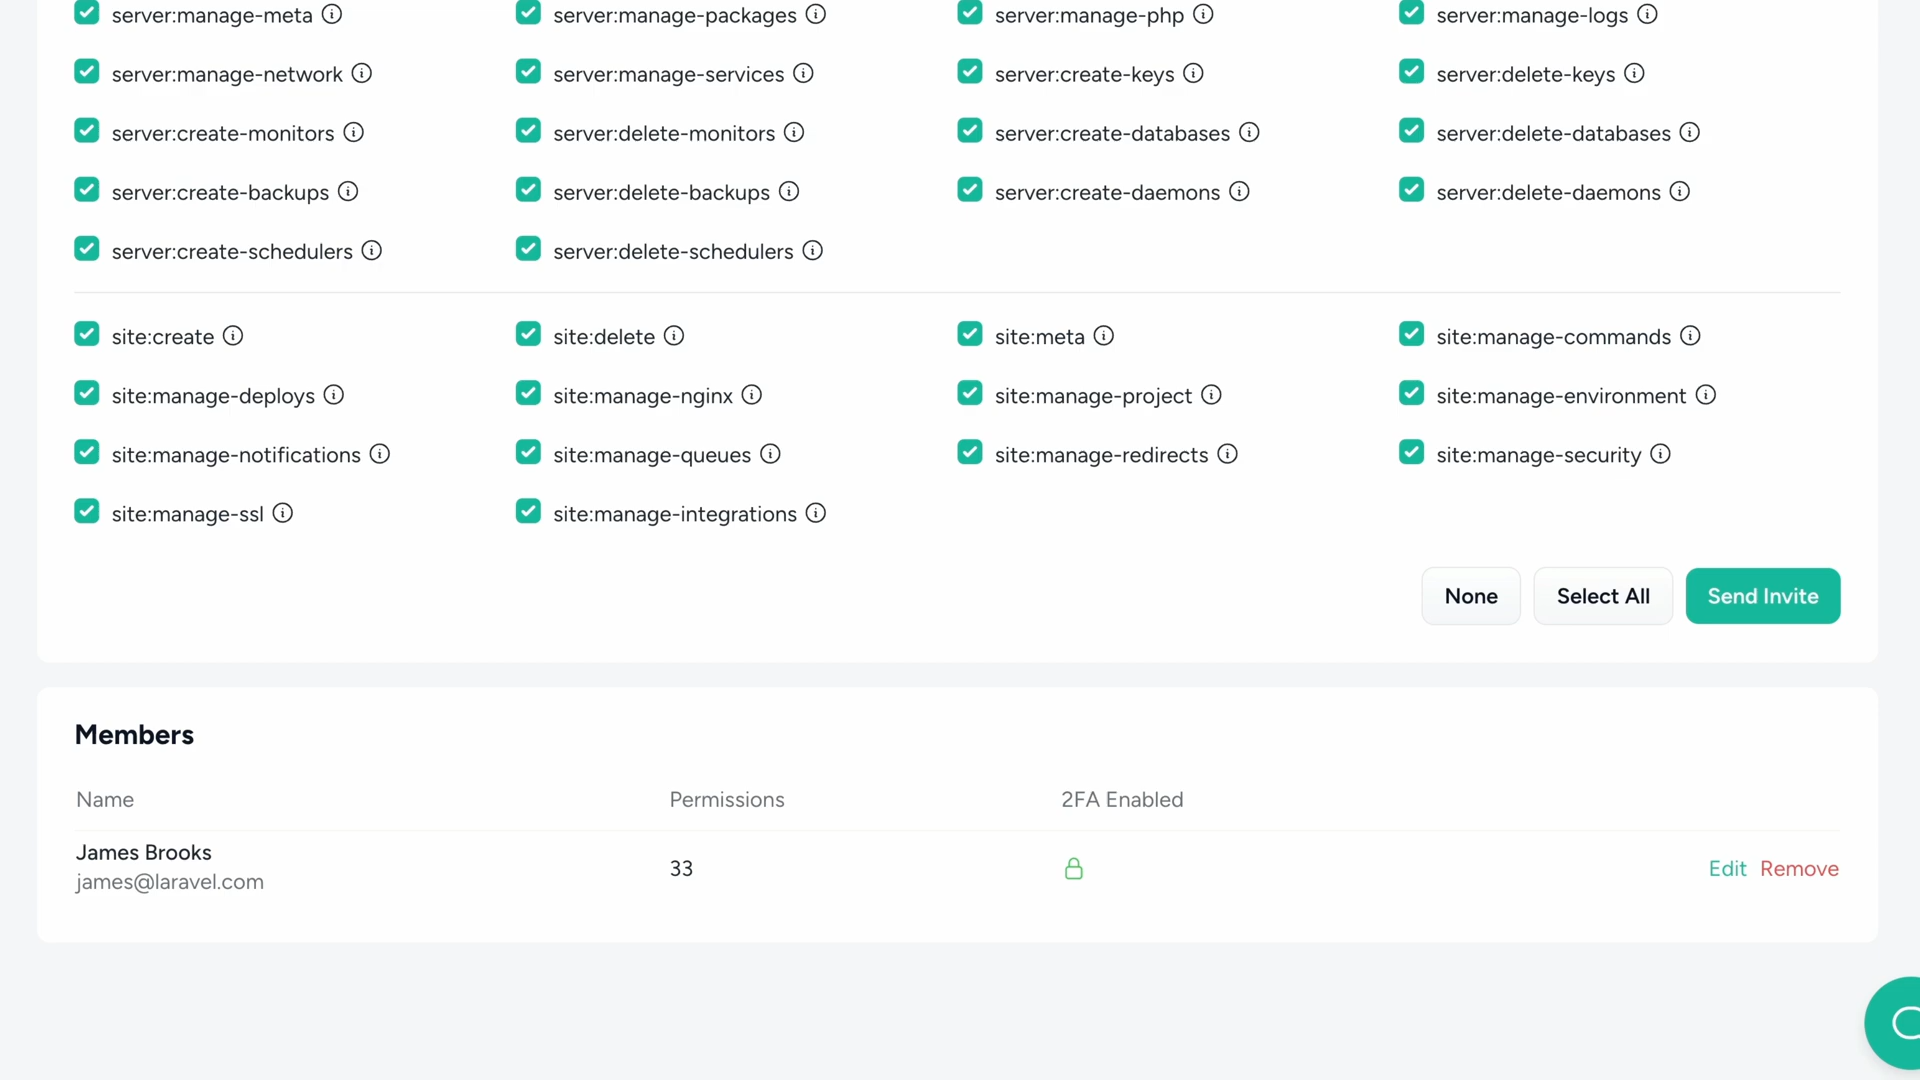 server:manage-meta server:manage-packages server:manage-php server:manage-logs
server:manage-network server:manage-services server:create-keys server:delete-keys
server:create-monitors server:delete-monitors server:create-databases server:delete-databases
server:create-backups server:delete-backups server:create-daemons server:delete-daemons
server:create-schedulers server:delete-schedulers
site:create site:delete site:meta site:manage-commands
site:manage-deploys site:manage-nginx site:manage-project site:manage-environment
site:manage-notifications site:manage-queues site:manage-redirects site:manage-security
site:manage-ssl site:manage-integrations
None Select All Send Invite
Members
Name Permissions 2FA Enabled
James Brooks
james@laravel.com
33
Edit Remove